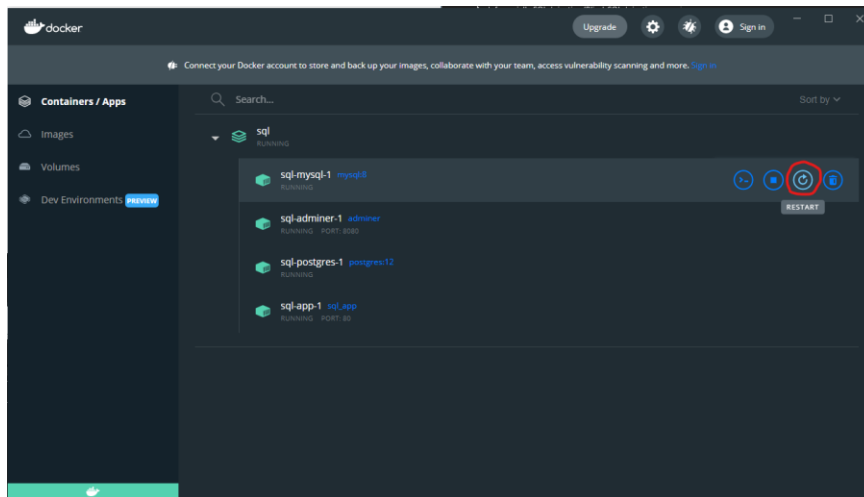 docker
Upgrade
Sign in
Connect your Docker account to store and back up your images, collaborate with your team, access vulnerability scanning and more. Sign in
Containers / Apps
Images
Volumes
Dev Environments PREVIEW
Search...
Sort by
sql
RUNNING
sql-mysql-1 mysql:8
RUNNING
RESTART
sql-adminer-1 adminer
RUNNING PORT: 8080
sql-postgres-1 postgres:12
RUNNING
sql-app-1 sql_app
RUNNING PORT: 80